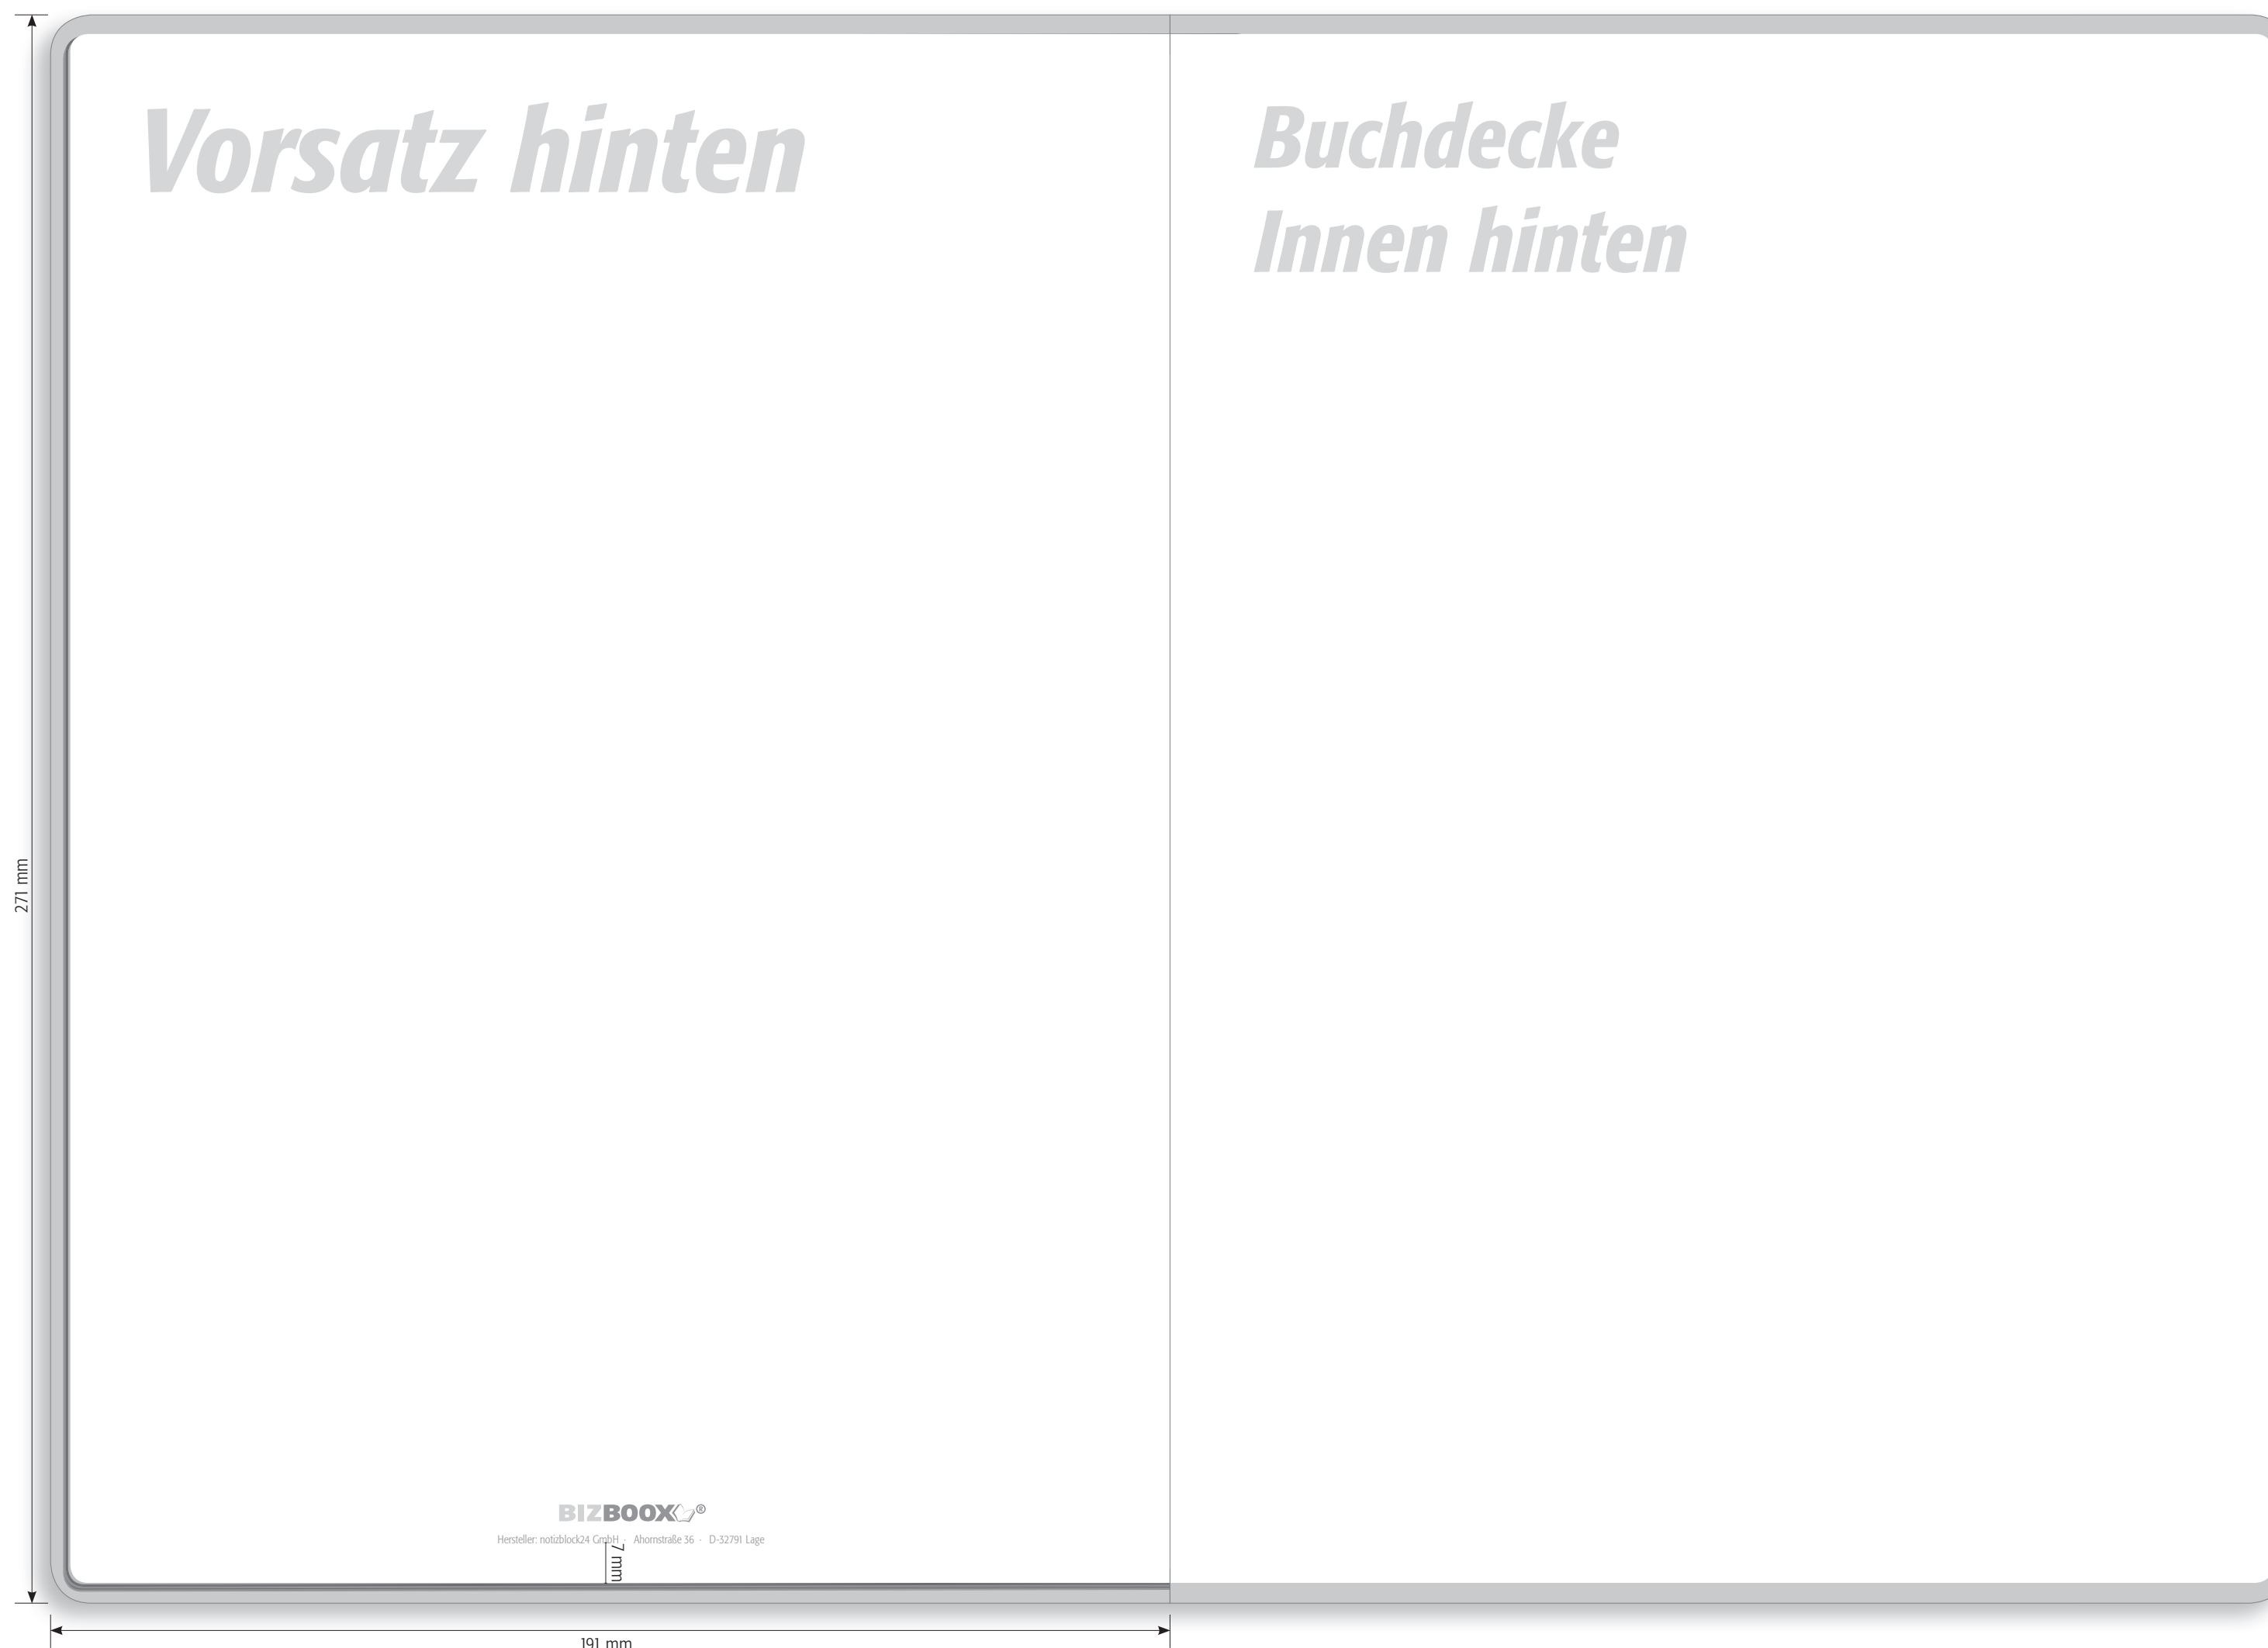 Vorsatz hinten
Buchdecke
Innen hinten
271 mm
BIZBOOX®
Hersteller: notizblock24 GmbH · Ahornstraße 36 · D-32791 Lage
7 mm
191 mm